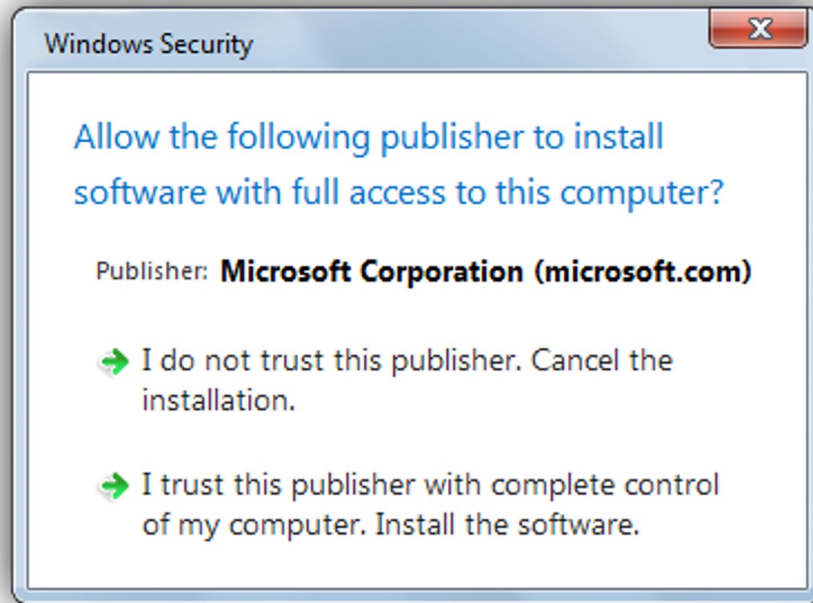 Windows Security
Allow the following publisher to install
software with full access to this computer?
Publisher: Microsoft Corporation (microsoft.com)
I do not trust this publisher. Cancel the
installation.
I trust this publisher with complete control
of my computer. Install the software.